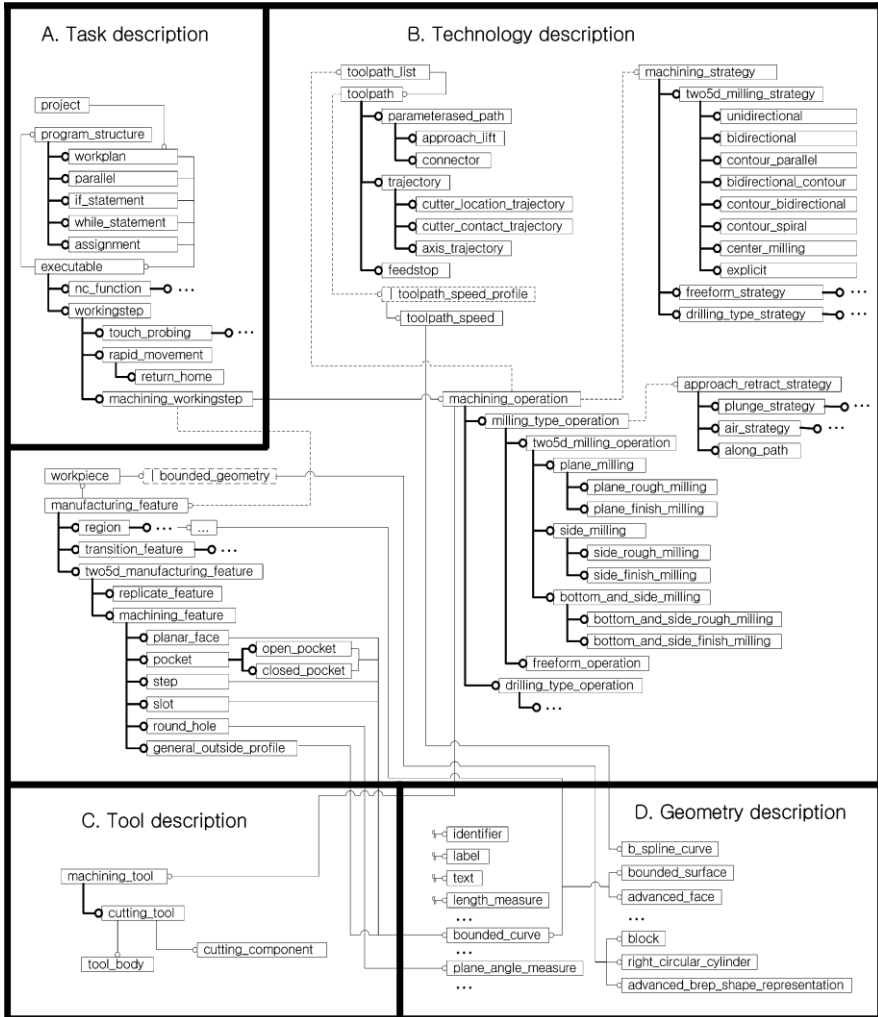 A. Task description
project
program_structure
workplan
parallel
if_statement
while_statement
assignment
executable
nc_function
...
workingstep
touch_probing
...
rapid_movement
return_home
machining_workingstep
B. Technology description
toolpath_list
toolpath
parameterased_path
approach_lift
connector
trajectory
cutter_location_trajectory
cutter_contact_trajectory
axis_trajectory
feedstop
toolpath_speed_profile
toolpath_speed
machining_strategy
two5d_milling_strategy
unidirectional
bidirectional
contour_parallel
bidirectional_contour
contour_bidirectional
contour_spiral
center_milling
explicit
freeform_strategy
...
drilling_type_strategy
...
approach_retract_strategy
plunge_strategy
...
air_strategy
...
along_path
machining_operation
milling_type_operation
two5d_milling_operation
plane_milling
plane_rough_milling
plane_finish_milling
side_milling
side_rough_milling
side_finish_milling
bottom_and_side_milling
bottom_and_side_rough_milling
bottom_and_side_finish_milling
freeform_operation
drilling_type_operation
...
workpiece
bounded_geometry
manufacturing_feature
region
...
...
transition_feature
...
two5d_manufacturing_feature
replicate_feature
machining_feature
planar_face
pocket
open_pocket
closed_pocket
step
slot
round_hole
general_outside_profile
C. Tool description
machining_tool
cutting_tool
cutting_component
tool_body
D. Geometry description
identifier
label
text
length_measure
...
bounded_curve
...
plane_angle_measure
...
b_spline_curve
bounded_surface
advanced_face
...
block
right_circular_cylinder
advanced_brep_shape_representation